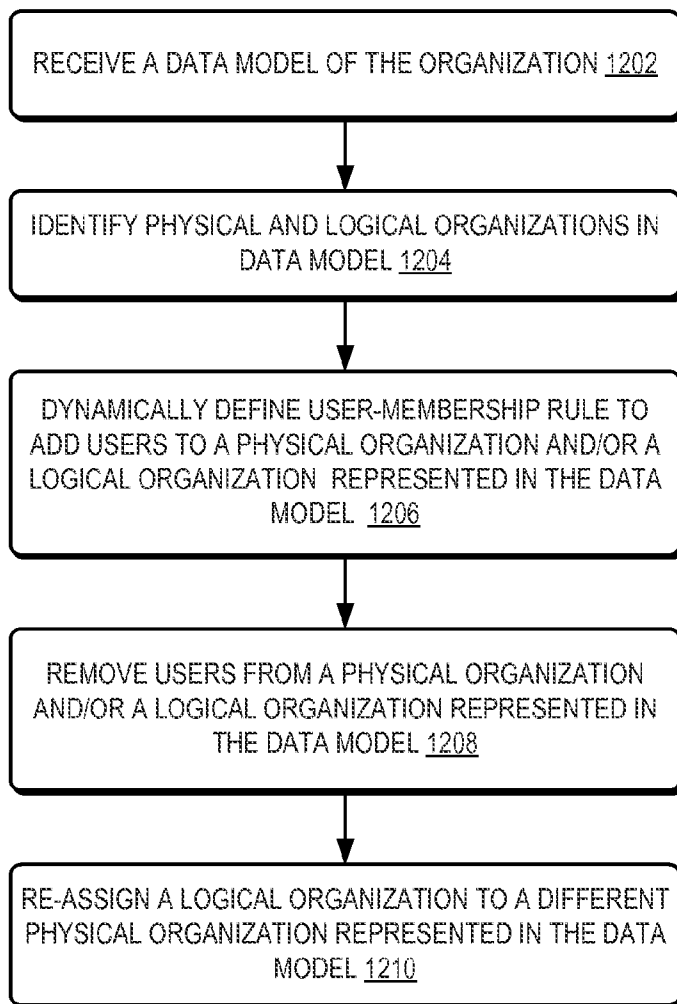 RECEIVE A DATA MODEL OF THE ORGANIZATION 1202
IDENTIFY PHYSICAL AND LOGICAL ORGANIZATIONS IN
DATA MODEL 1204
DYNAMICALLY DEFINE USER-MEMBERSHIP RULE TO
ADD USERS TO A PHYSICAL ORGANIZATION AND/OR A
LOGICAL ORGANIZATION REPRESENTED IN THE DATA
MODEL 1206
REMOVE USERS FROM A PHYSICAL ORGANIZATION
AND/OR A LOGICAL ORGANIZATION REPRESENTED IN
THE DATA MODEL 1208
RE-ASSIGN A LOGICAL ORGANIZATION TO A DIFFERENT
PHYSICAL ORGANIZATION REPRESENTED IN THE DATA
MODEL 1210